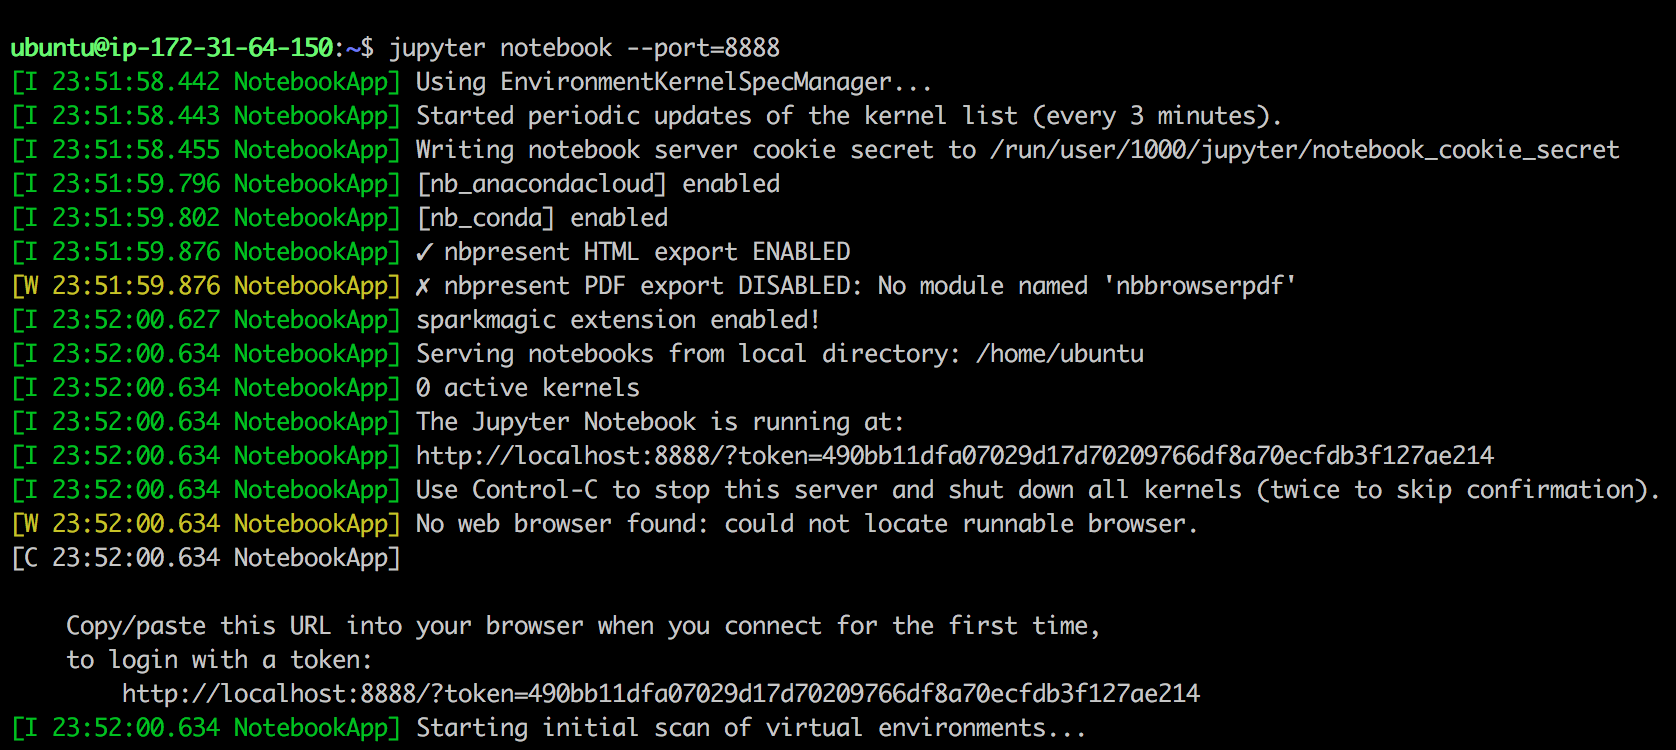 ubuntu@ip-172-31-64-150:~$ jupyter notebook --port=8888
[I 23:51:58.442 NotebookApp] Using EnvironmentKernelSpecManager...
[I 23:51:58.443 NotebookApp] Started periodic updates of the kernel list (every 3 minutes).
[I 23:51:58.455 NotebookApp] Writing notebook server cookie secret to /run/user/1000/jupyter/notebook_cookie_secret
[I 23:51:59.796 NotebookApp] [nb_anacondacloud] enabled
[I 23:51:59.802 NotebookApp] [nb_conda] enabled
[I 23:51:59.876 NotebookApp] ✓ nbpresent HTML export ENABLED
[W 23:51:59.876 NotebookApp] ✗ nbpresent PDF export DISABLED: No module named 'nbbrowserpdf'
[I 23:52:00.627 NotebookApp] sparkmagic extension enabled!
[I 23:52:00.634 NotebookApp] Serving notebooks from local directory: /home/ubuntu
[I 23:52:00.634 NotebookApp] 0 active kernels
[I 23:52:00.634 NotebookApp] The Jupyter Notebook is running at:
[I 23:52:00.634 NotebookApp] http://localhost:8888/?token=490bb11dfa07029d17d70209766df8a70ecfdb3f127ae214
[I 23:52:00.634 NotebookApp] Use Control-C to stop this server and shut down all kernels (twice to skip confirmation).
[W 23:52:00.634 NotebookApp] No web browser found: could not locate runnable browser.
[C 23:52:00.634 NotebookApp]
Copy/paste this URL into your browser when you connect for the first time,
to login with a token:
http://localhost:8888/?token=490bb11dfa07029d17d70209766df8a70ecfdb3f127ae214
[I 23:52:00.634 NotebookApp] Starting initial scan of virtual environments...